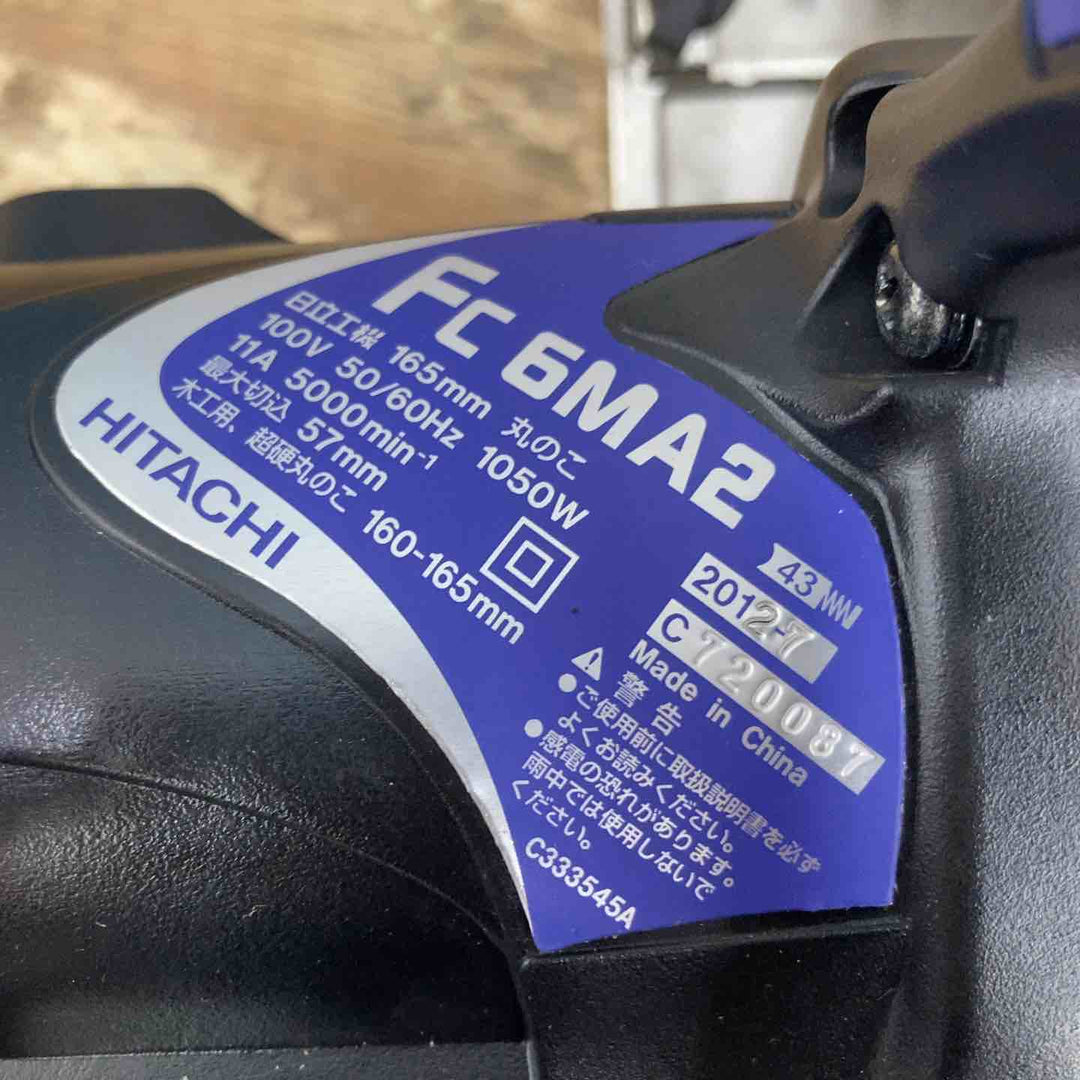 FC 6MA2
日立工機 165mm 丸のこ
100V 50/60Hz 1050W
11A 5000min-1
最大切込 57mm
木工用、超硬丸のこ 160-165mm
HITACHI
43
2012-7
C 720087
Made in China
警告
●ご使用前に取扱説明書を必ず
よくお読みください。
●感電の恐れがあります。
雨中では使用しないで
ください。
C333545A